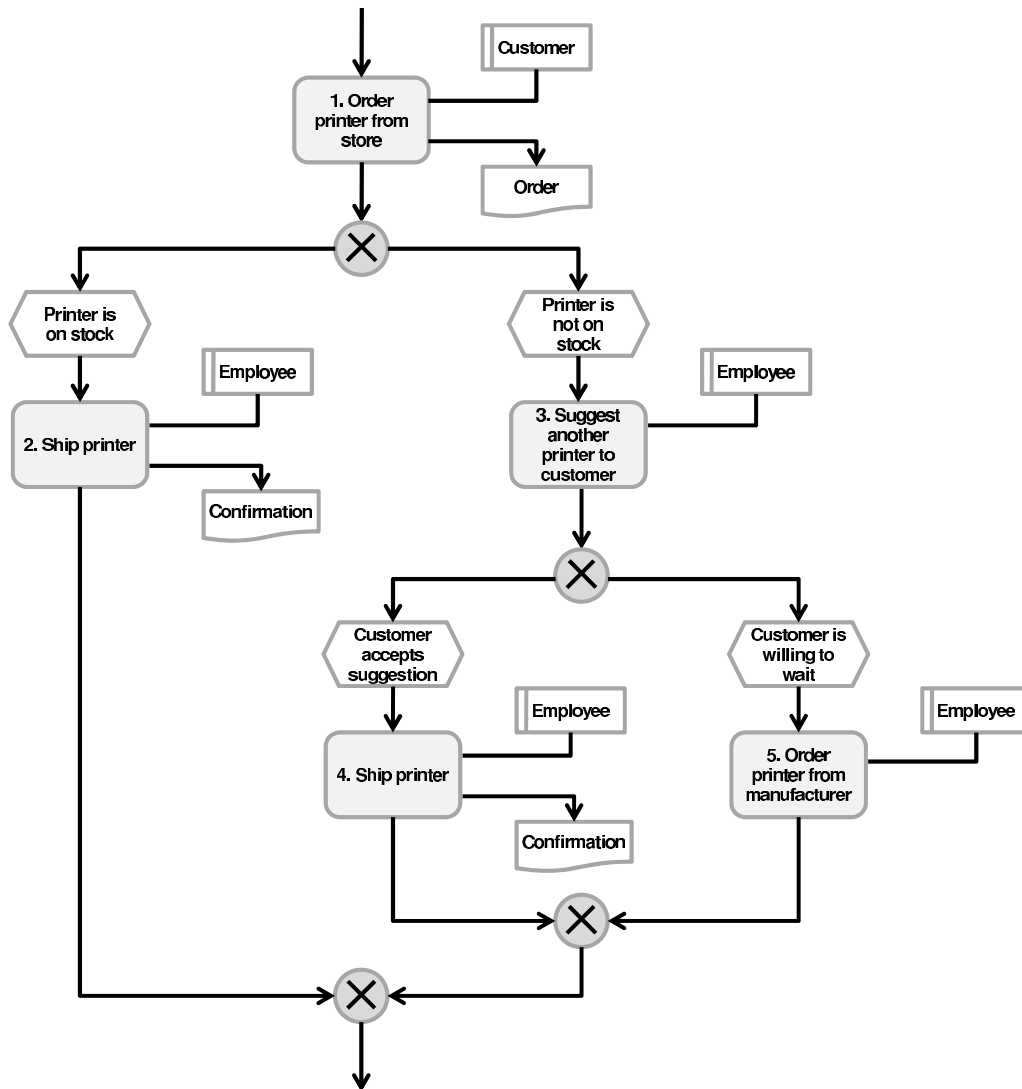 Customer
1. Order
printer from
store
Order
Printer is
on stock
Printer is
not on
stock
Employee
Employee
2. Ship printer
3. Suggest
another
printer to
customer
Confirmation
Customer
accepts
suggestion
Customer is
willing to
wait
Employee
Employee
4. Ship printer
5. Order
printer from
manufacturer
Confirmation